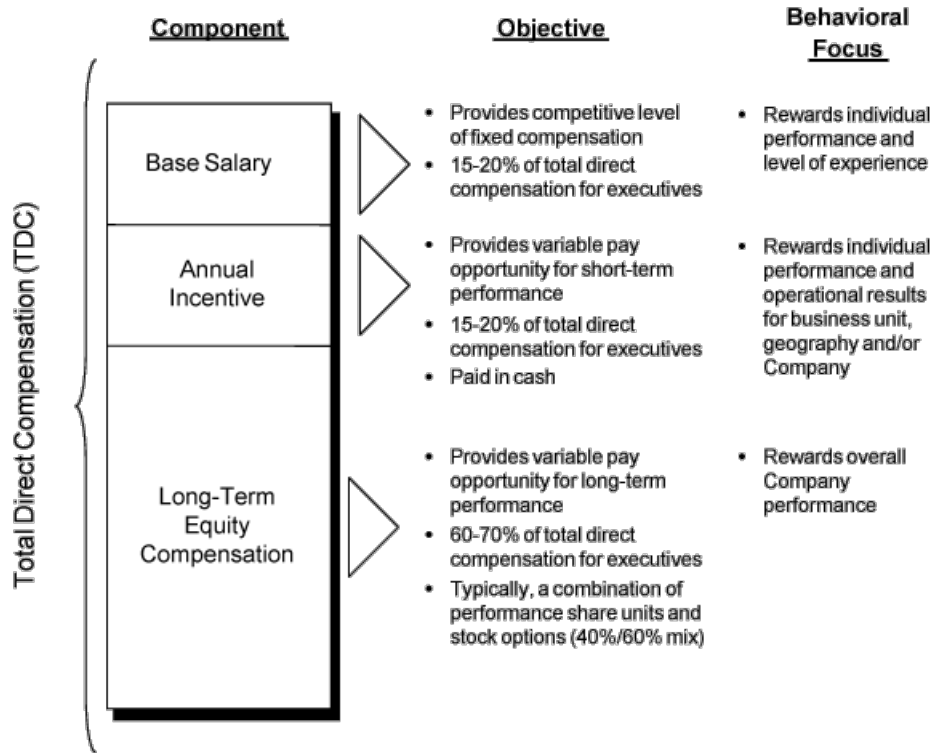 Component
Objective
Behavioral
Focus
Total Direct Compensation (TDC)
Base Salary
• Provides competitive level
of fixed compensation
• 15-20% of total direct
compensation for executives
• Rewards individual
performance and
level of experience
Annual
Incentive
• Provides variable pay
opportunity for short-term
performance
• 15-20% of total direct
compensation for executives
• Paid in cash
• Rewards individual
performance and
operational results
for business unit,
geography and/or
Company
Long-Term
Equity
Compensation
• Provides variable pay
opportunity for long-term
performance
• 60-70% of total direct
compensation for executives
• Typically, a combination of
performance share units and
stock options (40%/60% mix)
• Rewards overall
Company
performance